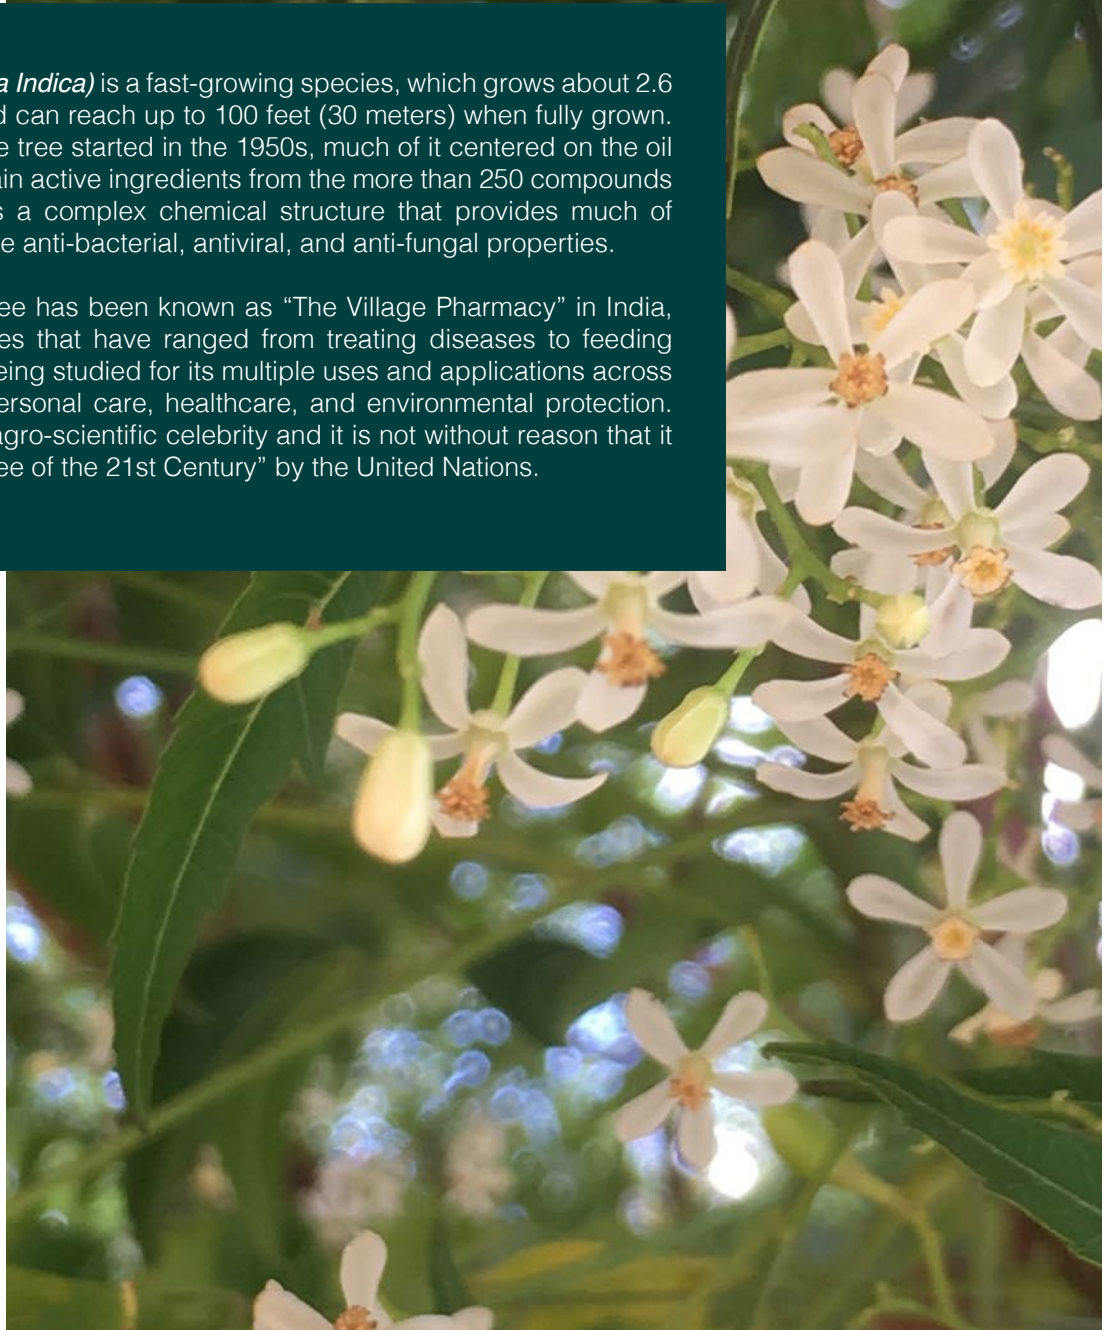 a Indica) is a fast-growing species, which grows about 2.6
d can reach up to 100 feet (30 meters) when fully grown.
e tree started in the 1950s, much of it centered on the oil
ain active ingredients from the more than 250 compounds
s a complex chemical structure that provides much of
e anti-bacterial, antiviral, and anti-fungal properties.
ee has been known as “The Village Pharmacy” in India,
es that have ranged from treating diseases to feeding
eing studied for its multiple uses and applications across
ersonal care, healthcare, and environmental protection.
agro-scientific celebrity and it is not without reason that it
ee of the 21st Century” by the United Nations.